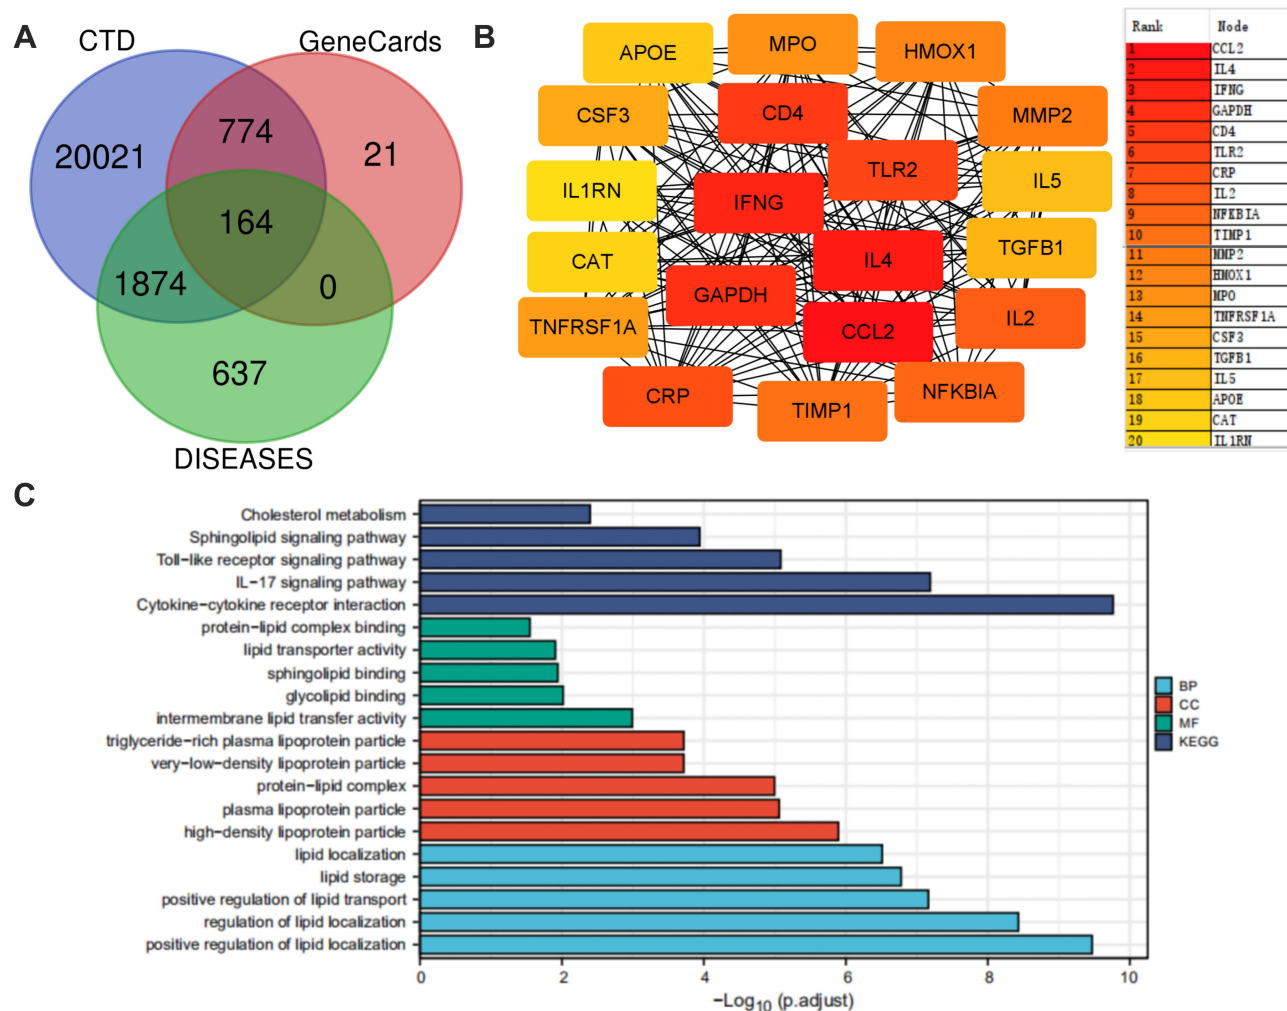 A
CTD
GeneCards
20021
774
21
164
1874
0
637
DISEASES
B
APOE
MPO
HMOX1
CSF3
CD4
MMP2
IL1RN
TLR2
IL5
IFNG
CAT
IL4
TGFB1
GAPDH
TNFRSF1A
CCL2
IL2
CRP
TIMP1
NFKBIA
Rank Node
1 CCL2
2 IL4
3 IFNG
4 GAPDH
5 CD4
6 TLR2
7 CRP
8 IL2
9 NFKBIA
10 TIMP1
11 MMP2
12 HMOX1
13 MPO
14 TNFRSF1A
15 CSF3
16 TGFB1
17 IL5
18 APOE
19 CAT
20 IL1RN
C
Cholesterol metabolism
Sphingolipid signaling pathway
Toll−like receptor signaling pathway
IL−17 signaling pathway
Cytokine−cytokine receptor interaction
protein−lipid complex binding
lipid transporter activity
sphingolipid binding
glycolipid binding
intermembrane lipid transfer activity
triglyceride−rich plasma lipoprotein particle
very−low−density lipoprotein particle
protein−lipid complex
plasma lipoprotein particle
high−density lipoprotein particle
lipid localization
lipid storage
positive regulation of lipid transport
regulation of lipid localization
positive regulation of lipid localization
0 2 4 6 8 10
−Log10 (p.adjust)
BP
CC
MF
KEGG